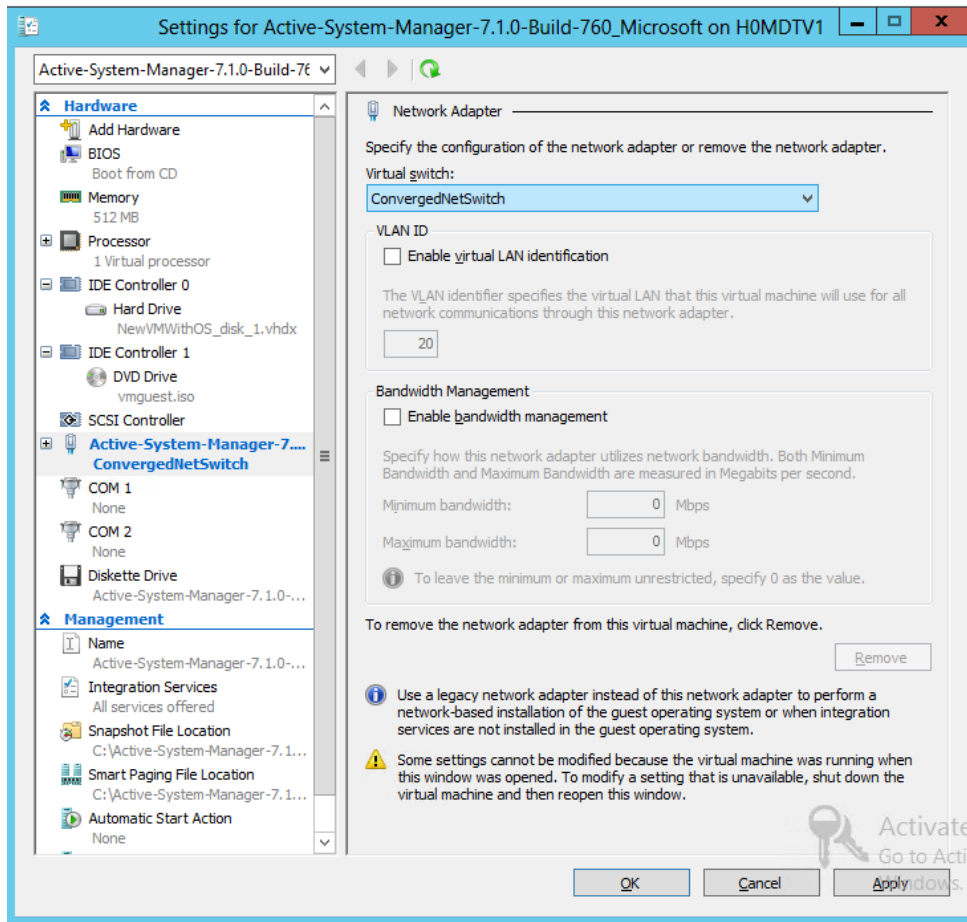 Settings for Active-System-Manager-7.1.0-Build-760_Microsoft on H0MDTV1
Active-System-Manager-7.1.0-Build-76
Hardware
Add Hardware
BIOS
Boot from CD
Memory
512 MB
Processor
1 Virtual processor
IDE Controller 0
Hard Drive
NewVMWithOS_disk_1.vhdx
IDE Controller 1
DVD Drive
vmguest.iso
SCSI Controller
Active-System-Manager-7....
ConvergedNetSwitch
COM 1
None
COM 2
None
Diskette Drive
Active-System-Manager-7.1.0-...
Management
Name
Active-System-Manager-7.1.0-...
Integration Services
All services offered
Snapshot File Location
C:\Active-System-Manager-7.1...
Smart Paging File Location
C:\Active-System-Manager-7.1...
Automatic Start Action
None
Network Adapter
Specify the configuration of the network adapter or remove the network adapter.
Virtual switch:
ConvergedNetSwitch
VLAN ID
Enable virtual LAN identification
The VLAN identifier specifies the virtual LAN that this virtual machine will use for all
network communications through this network adapter.
20
Bandwidth Management
Enable bandwidth management
Specify how this network adapter utilizes network bandwidth. Both Minimum
Bandwidth and Maximum Bandwidth are measured in Megabits per second.
Minimum bandwidth: 0 Mbps
Maximum bandwidth: 0 Mbps
To leave the minimum or maximum unrestricted, specify 0 as the value.
To remove the network adapter from this virtual machine, click Remove.
Remove
Use a legacy network adapter instead of this network adapter to perform a
network-based installation of the guest operating system or when integration
services are not installed in the guest operating system.
Some settings cannot be modified because the virtual machine was running when
this window was opened. To modify a setting that is unavailable, shut down the
virtual machine and then reopen this window.
Activate
Go to Acti
Windows.
OK Cancel Apply